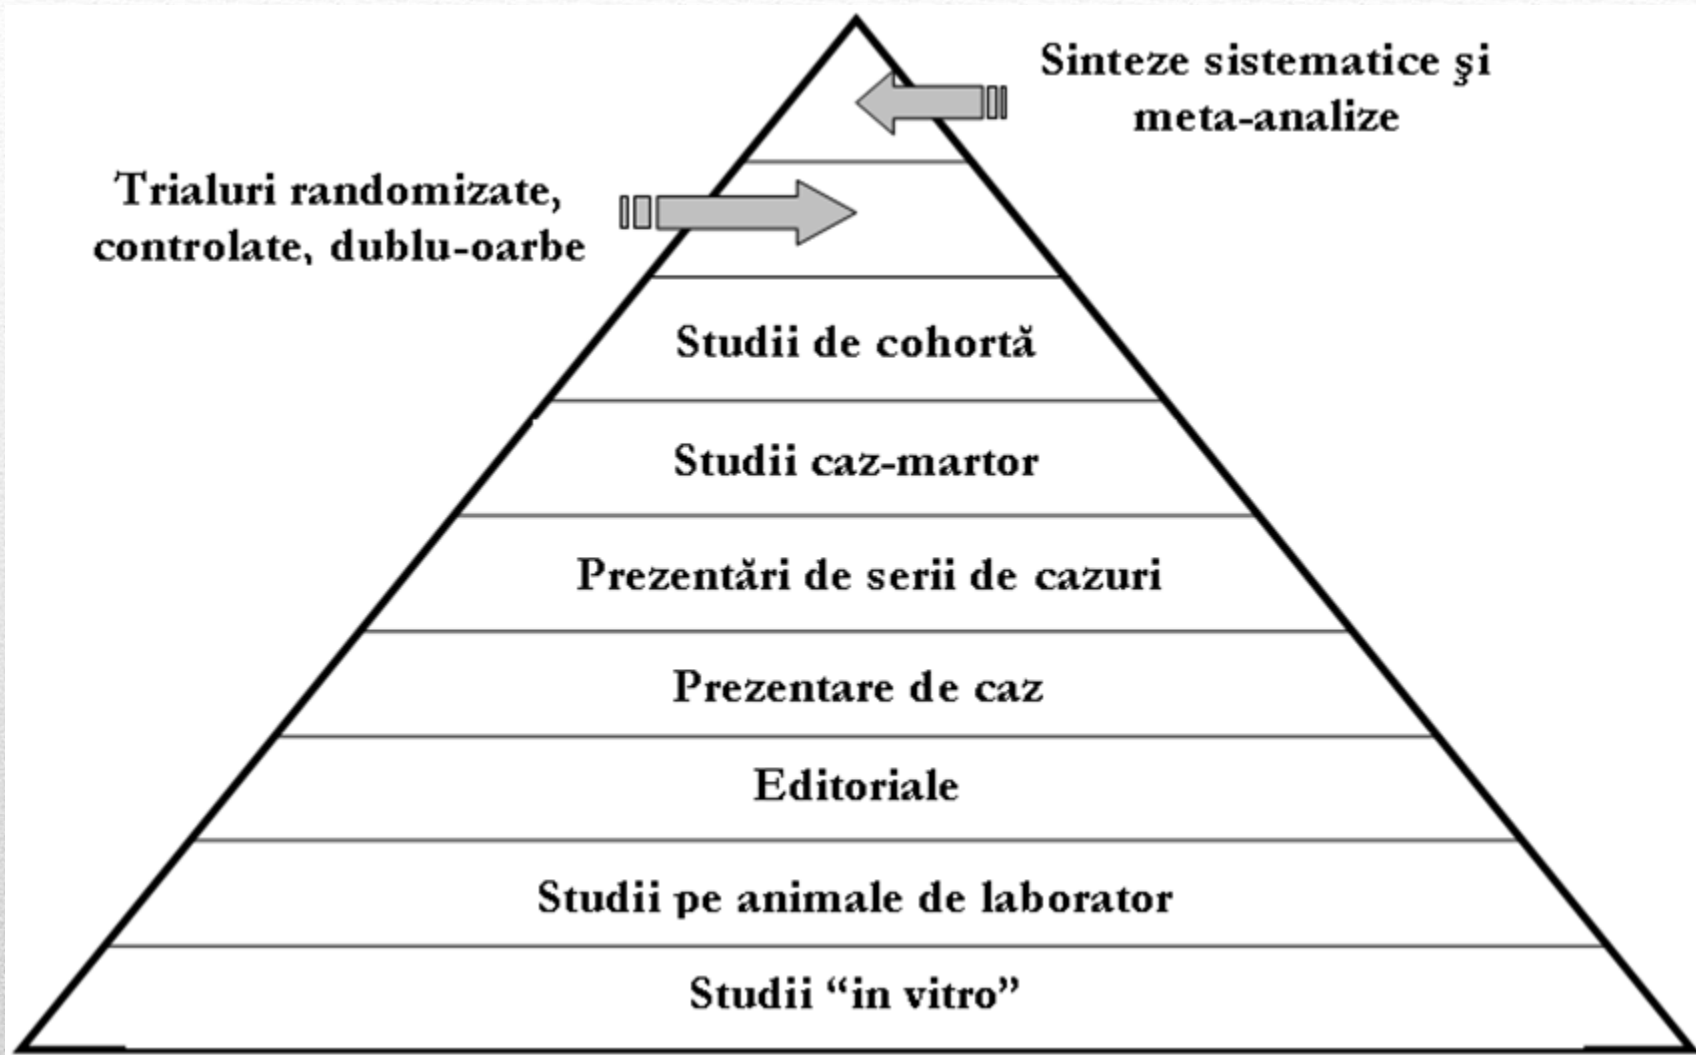 Sinteze sistematice şi
meta-analize
Trialuri randomizate,
controlate, dublu-oarbe
Studii de cohortă
Studii caz-martor
Prezentări de serii de cazuri
Prezentare de caz
Editoriale
Studii pe animale de laborator
Studii “in vitro”